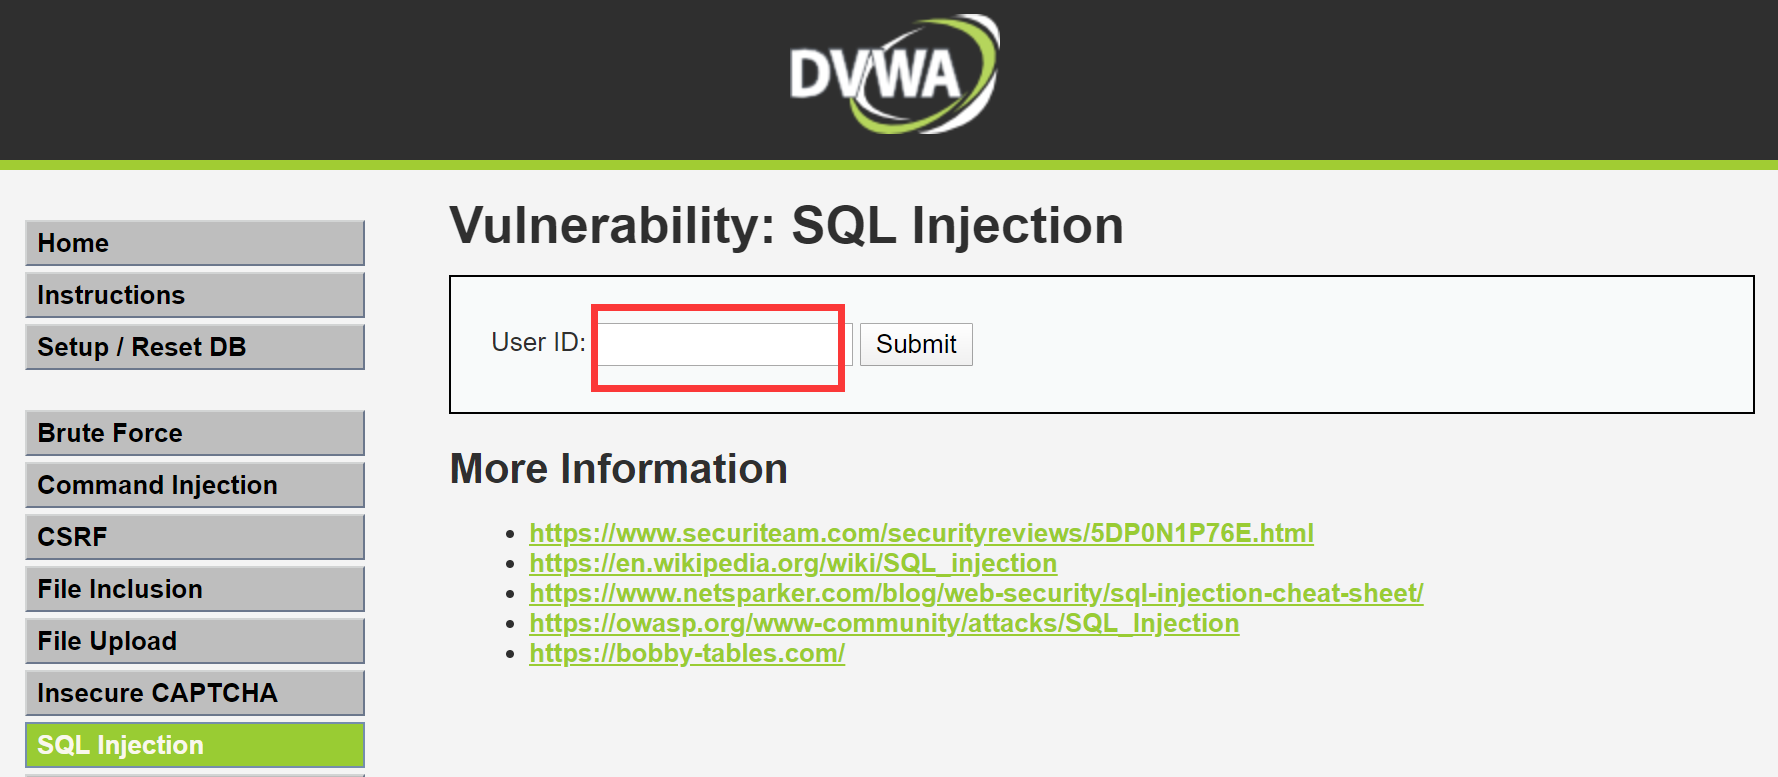 DVWA
Vulnerability: SQL Injection
Home
Instructions
Setup / Reset DB
Brute Force
Command Injection
CSRF
File Inclusion
File Upload
Insecure CAPTCHA
SQL Injection
User ID:
Submit
More Information
https://www.securiteam.com/securityreviews/5DP0N1P76E.html
https://en.wikipedia.org/wiki/SQL_injection
https://www.netsparker.com/blog/web-security/sql-injection-cheat-sheet/
https://owasp.org/www-community/attacks/SQL_Injection
https://bobby-tables.com/